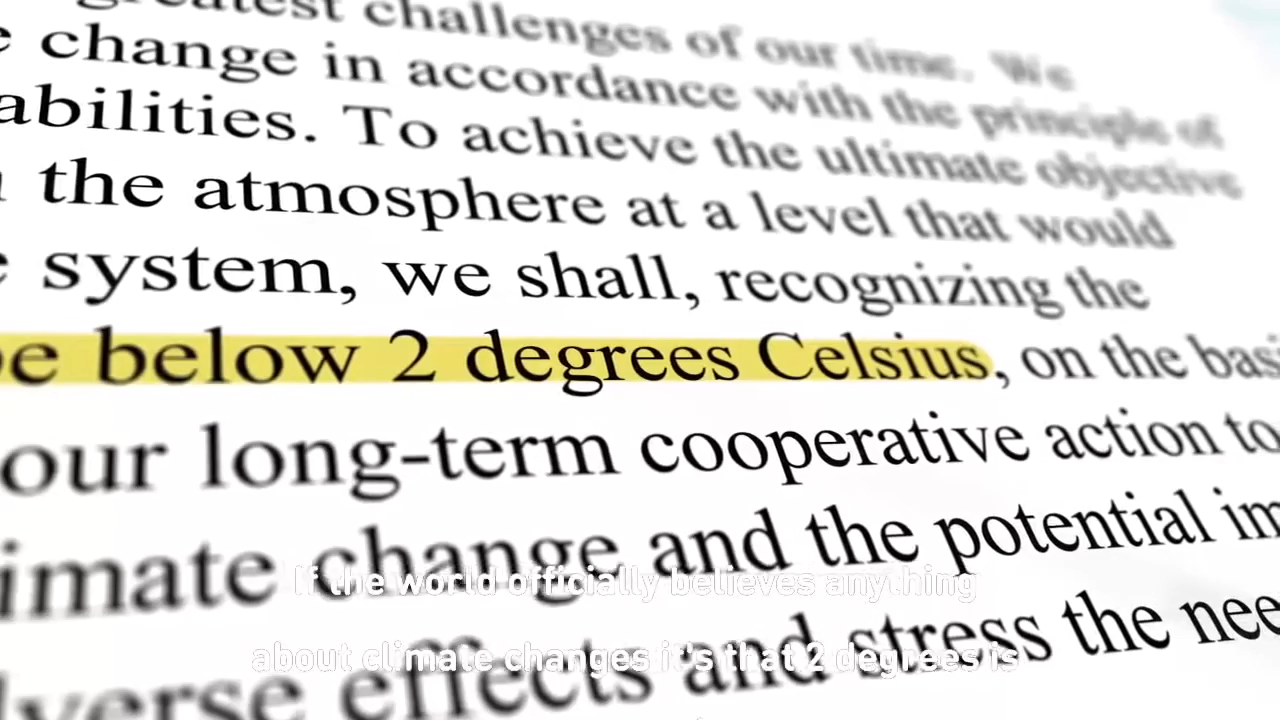 greatest challenges of our time. We
change in accordance with the principle of
abilities. To achieve the ultimate objective
the atmosphere at a level that would
system, we shall, recognizing the
be below 2 degrees Celsius, on the basi
our long-term cooperative action to
imate change and the potential im
dverse effects and stress the nee
If the world officially believes anything
about climate changes it's that 2 degrees is